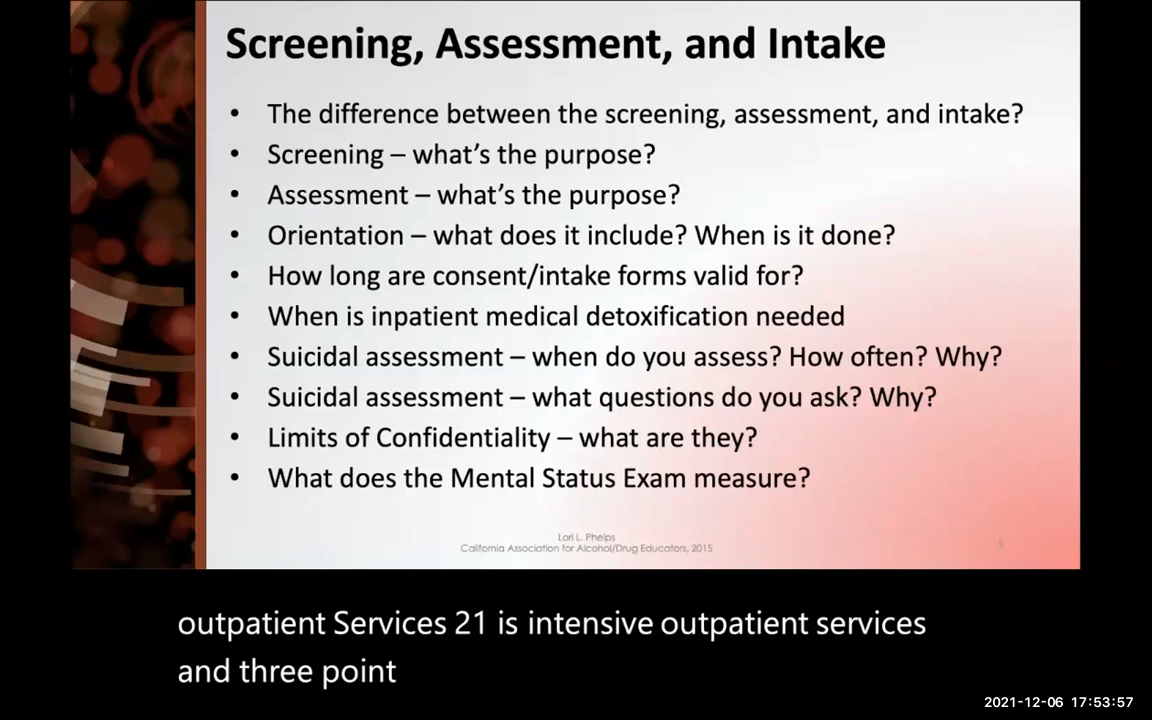 Screening, Assessment, and Intake
• The difference between the screening, assessment, and intake?
• Screening – what's the purpose?
• Assessment – what's the purpose?
• Orientation – what does it include? When is it done?
• How long are consent/intake forms valid for?
• When is inpatient medical detoxification needed
• Suicidal assessment – when do you assess? How often? Why?
• Suicidal assessment – what questions do you ask? Why?
• Limits of Confidentiality – what are they?
• What does the Mental Status Exam measure?
Lori L. Phelps
California Association for Alcohol/Drug Educators, 2015
5
outpatient Services 21 is intensive outpatient services
and three point
2021-12-06 17:53:57